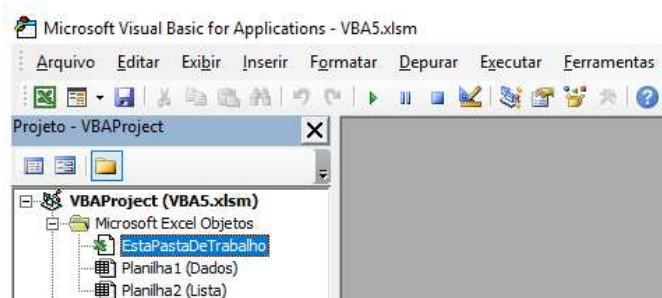 Microsoft Visual Basic for Applications - VBA5.xlsm
Arquivo Editar Exibir Inserir Formatar Depurar Executar Ferramentas
Projeto - VBAProject
VBAProject (VBA5.xlsm)
Microsoft Excel Objetos
EstaPastaDeTrabalho
Planilha1 (Dados)
Planilha2 (Lista)